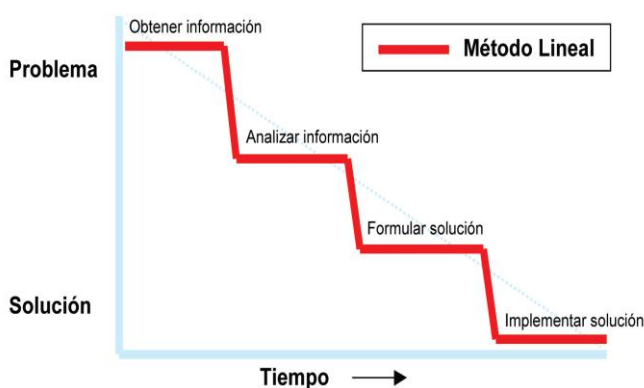 Obtener información
Método Lineal
Problema
Analizar información
Formular solución
Solución
Implementar solución
Tiempo